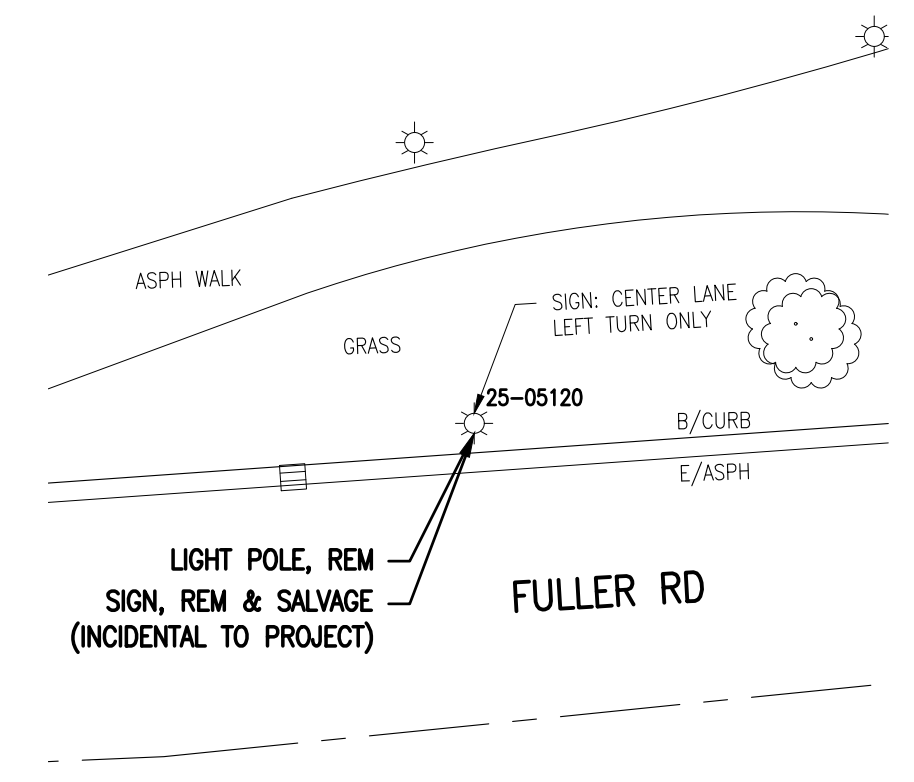 ASPH WALK
SIGN: CENTER LANE
LEFT TURN ONLY
GRASS
25-05120
B/CURB
E/ASPH
LIGHT POLE, REM
SIGN, REM & SALVAGE
(INCIDENTAL TO PROJECT)
FULLER RD